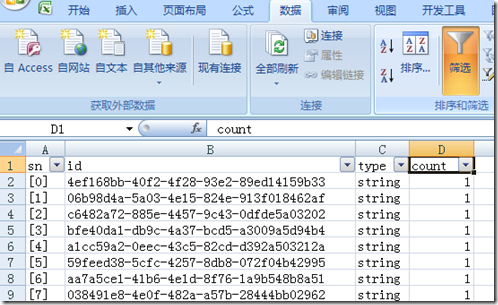 开始 插入 页面布局 公式 数据 审阅 视图 开发工具
自 Access 自网站 自文本 自其他来源 现有连接 全部刷新 连接 属性 编辑链接 排序... 筛选
获取外部数据 连接 排序和筛选
D1 fx count
A B C D
1 sn id type count
2 [0] 4ef168bb-40f2-4f28-93e2-89ed14159b33 string 1
3 [1] 06b98d4a-5a03-4e15-824e-913f018462af string 1
4 [2] c6482a72-885e-4457-9c43-0dfde5a03202 string 1
5 [3] bfe40da1-db9c-4a37-bcd5-a3009a5d94b4 string 1
6 [4] a1cc59a2-0eec-43c5-82cd-d392a503212a string 1
7 [5] 59feed38-5cfc-4257-8db8-072f04b42995 string 1
8 [6] aa7a5ce1-41b6-4e1d-8f76-1a9b548b8a51 string 1
9 [7] 038491e8-4e0f-482a-a57b-28444bb02962 string 1